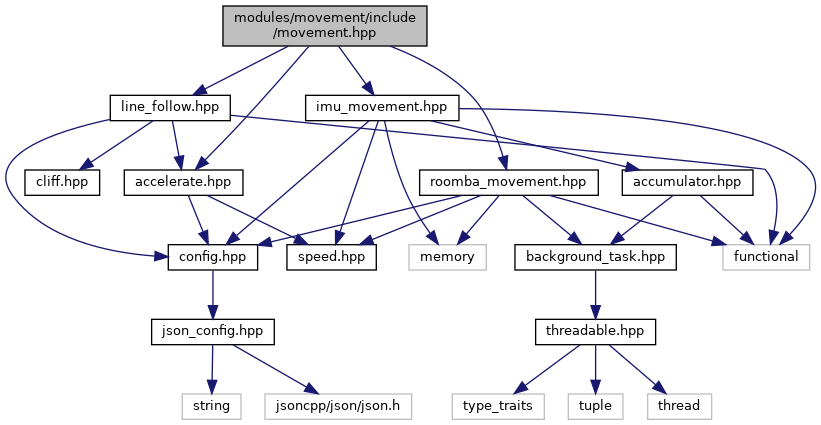 modules/movement/include
/movement.hpp
line_follow.hpp
imu_movement.hpp
cliff.hpp
accelerate.hpp
roomba_movement.hpp
accumulator.hpp
config.hpp
speed.hpp
memory
background_task.hpp
functional
json_config.hpp
threadable.hpp
string
jsoncpp/json/json.h
type_traits
tuple
thread